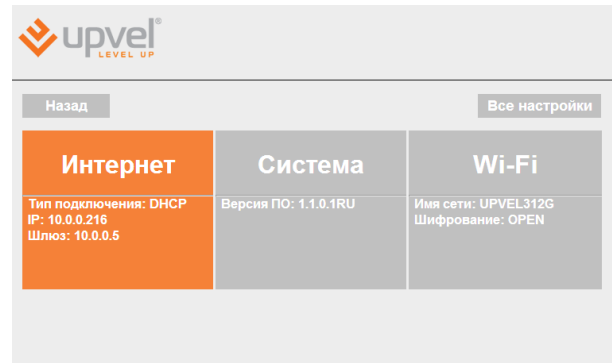 upvel®
LEVEL UP
Назад
Все настройки
Интернет
Система
Wi-Fi
Тип подключения: DHCP
IP: 10.0.0.216
Шлюз: 10.0.0.5
Версия ПО: 1.1.0.1RU
Имя сети: UPVEL312G
Шифрование: OPEN